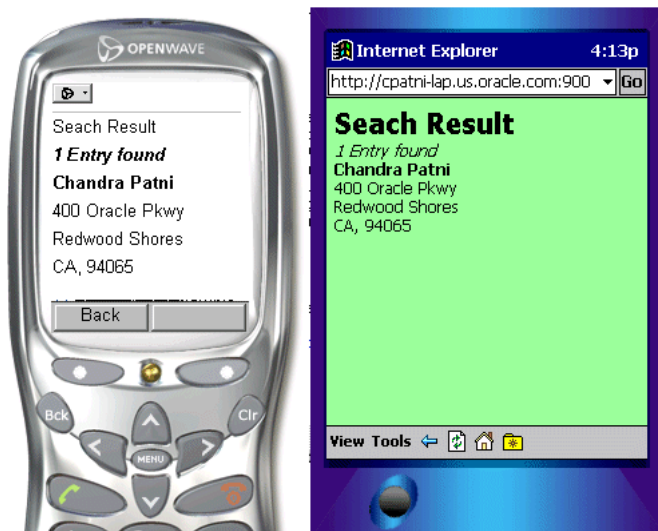 OPENWAVE
Seach Result
1 Entry found
Chandra Patni
400 Oracle Pkwy
Redwood Shores
CA, 94065
Back
Bck
Clr
MENU
Internet Explorer 4:13p
http://cpatni-lap.us.oracle.com:900 Go
Seach Result
1 Entry found
Chandra Patni
400 Oracle Pkwy
Redwood Shores
CA, 94065
View Tools